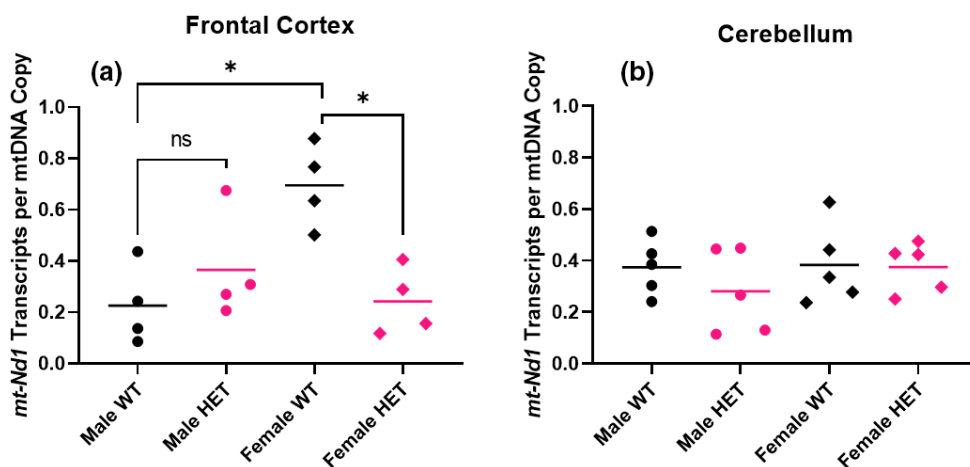 Frontal Cortex
(a)
*
*
ns
mt-Nd1 Transcripts per mtDNA Copy
1.0
0.8
0.6
0.4
0.2
0.0
Male WT
Male HET
Female WT
Female HET
Cerebellum
(b)
mt-Nd1 Transcripts per mtDNA Copy
1.0
0.8
0.6
0.4
0.2
0.0
Male WT
Male HET
Female WT
Female HET